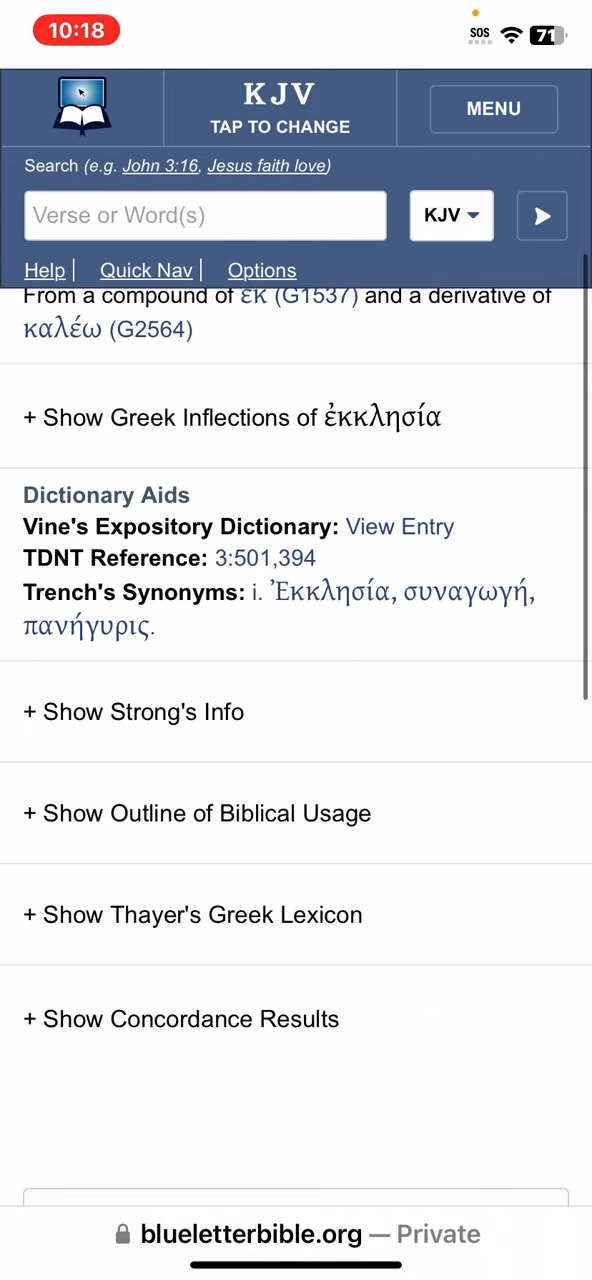 10:18
SOS
71
KJV
TAP TO CHANGE
MENU
Search (e.g. John 3:16, Jesus faith love)
Verse or Word(s)
KJV
Help | Quick Nav | Options
From a compound of ἐκ (G1537) and a derivative of
καλέω (G2564)
+ Show Greek Inflections of ἐκκλησία
Dictionary Aids
Vine's Expository Dictionary: View Entry
TDNT Reference: 3:501,394
Trench's Synonyms: i. Ἐκκλησία, συναγωγή,
πανήγυρις.
+ Show Strong's Info
+ Show Outline of Biblical Usage
+ Show Thayer's Greek Lexicon
+ Show Concordance Results
blueletterbible.org — Private